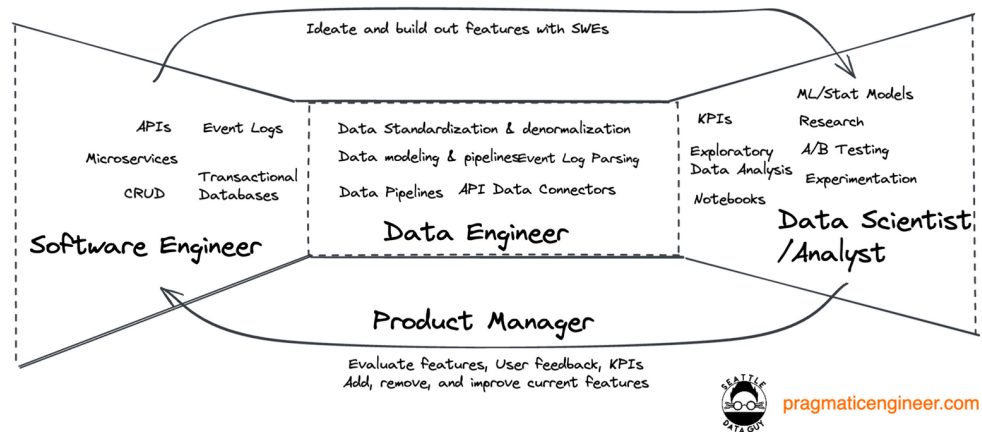 Ideate and build out features with SWEs
APIs
Event Logs
Microservices
CRUD
Transactional
Databases
Software Engineer
Data Standardization & denormalization
Data modeling & pipelines
Event Log Parsing
Data Pipelines
API Data Connectors
Data Engineer
ML/Stat Models
KPIs
Research
Exploratory
Data Analysis
A/B Testing
Experimentation
Notebooks
Data Scientist
/Analyst
Product Manager
Evaluate features, User feedback, KPIs
Add, remove, and improve current features
SEATTLE
DATA GUY
pragmaticengineer.com